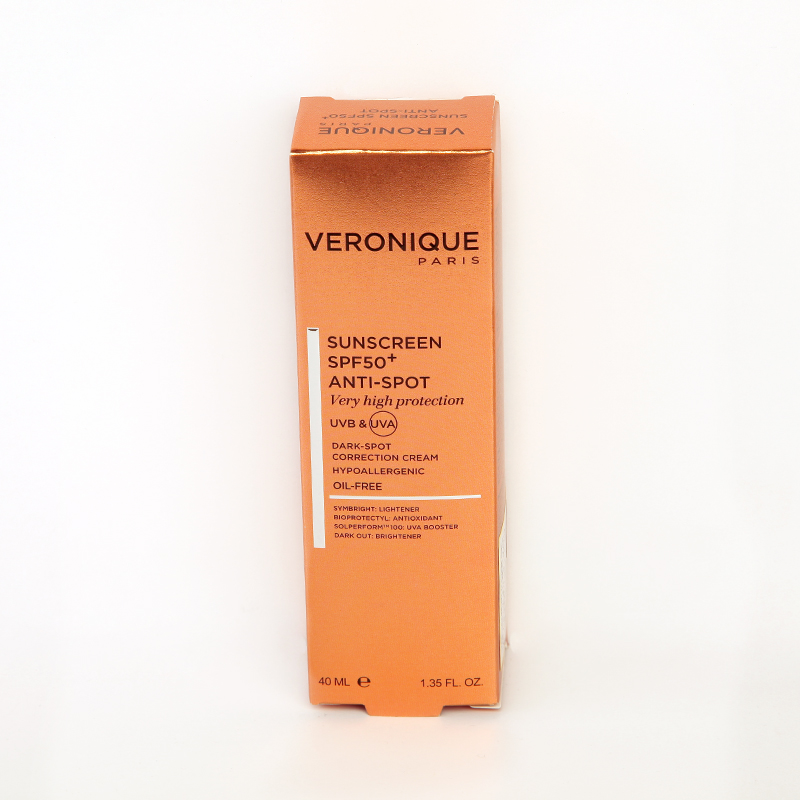 SUNSCREEN SPF50+
ANTI-SPOT
PARIS
VERONIQUE
VERONIQUE
PARIS
SUNSCREEN
SPF50+
ANTI-SPOT
Very high protection
UVB & UVA
DARK-SPOT
CORRECTION CREAM
HYPOALLERGENIC
OIL-FREE
SYMBRIGHT: LIGHTENER
BIOPROTECTYL: ANTIOXIDANT
SOLPERFORM™100: UVA BOOSTER
DARK OUT: BRIGHTENER
40 ML ℮ 1.35 FL. OZ.